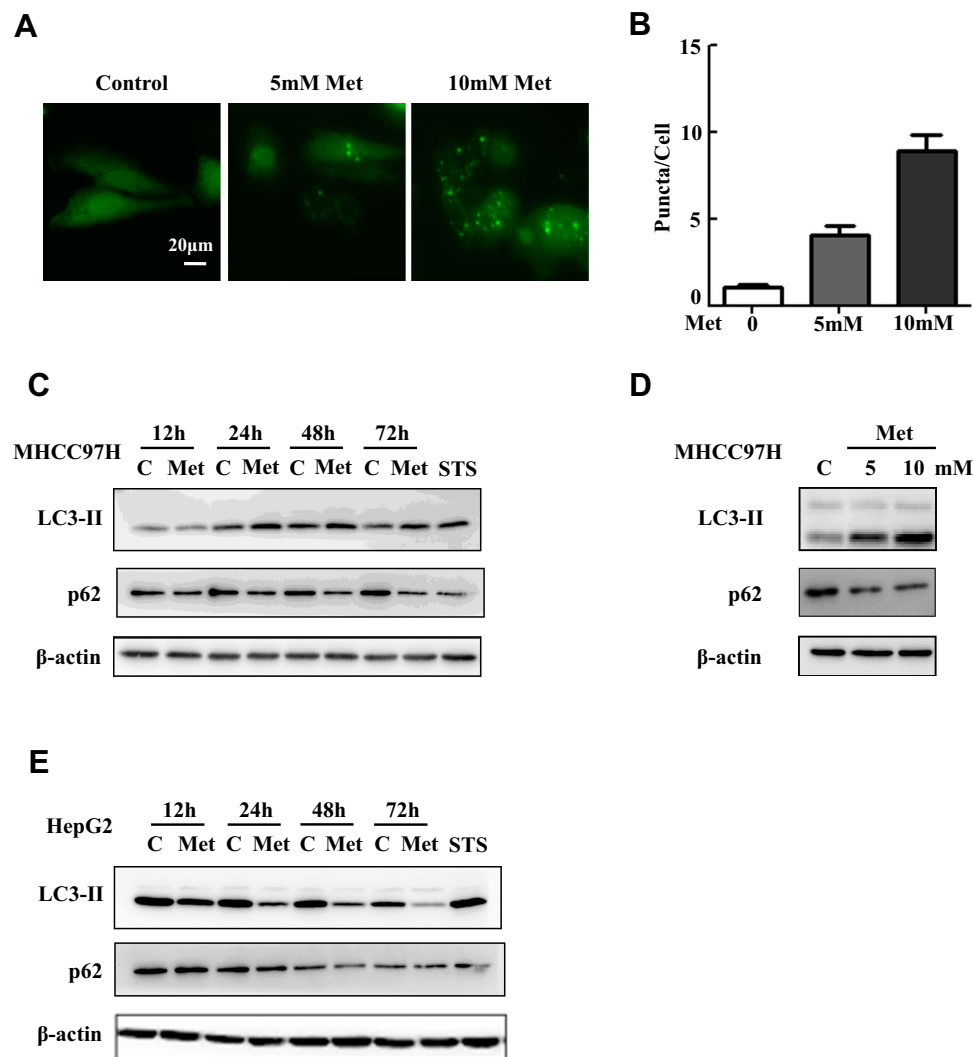 A
Control
5mM Met
10mM Met
20μm
B
15
10
5
0
Puncta/Cell
Met 0 5mM 10mM
C
MHCC97H
12h 24h 48h 72h
C Met C Met C Met C Met STS
LC3-II
p62
β-actin
D
MHCC97H
Met
C 5 10 mM
LC3-II
p62
β-actin
E
HepG2
12h 24h 48h 72h
C Met C Met C Met C Met STS
LC3-II
p62
β-actin